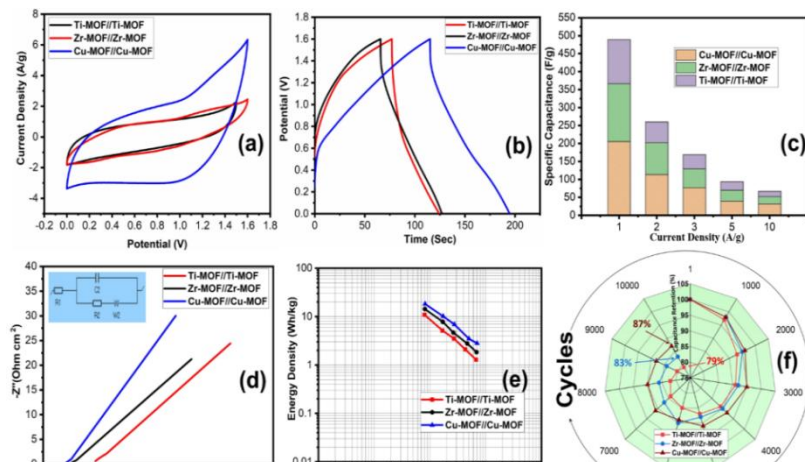 Ti-MOF//Ti-MOF
Zr-MOF//Zr-MOF
Cu-MOF//Cu-MOF
Current Density (A/g)
6
4
2
0
-2
-4
0.0 0.2 0.4 0.6 0.8 1.0 1.2 1.4 1.6 1.8
Potential (V)
(a)
Zr-MOF//Zr-MOF
Ti-MOF//Ti-MOF
Cu-MOF//Cu-MOF
Potential (V)
1.8
1.6
1.4
1.2
1.0
0.8
0.6
0.4
0.2
0.0
0 50 100 150 200
Time (Sec)
(b)
Cu-MOF//Cu-MOF
Zr-MOF//Zr-MOF
Ti-MOF//Ti-MOF
Specific Capacitance (F/g)
550
500
450
400
350
300
250
200
150
100
50
0
1 2 3 5 10
Current Density (A/g)
(c)
Ti-MOF//Ti-MOF
Zr-MOF//Zr-MOF
Cu-MOF//Cu-MOF
-Z''(Ohm cm²)
40
35
30
25
20
15
10
5
(d)
Energy Density (Wh/kg)
100
10
1
0.1
0.01
Ti-MOF//Ti-MOF
Zr-MOF//Zr-MOF
Cu-MOF//Cu-MOF
(e)
Cycles
Capacitance Retention (%)
105
100
95
90
1
1000
2000
3000
4000
7000
8000
9000
10000
87%
83%
79%
Ti-MOF//Ti-MOF
Zr-MOF//Zr-MOF
Cu-MOF//Cu-MOF
(f)